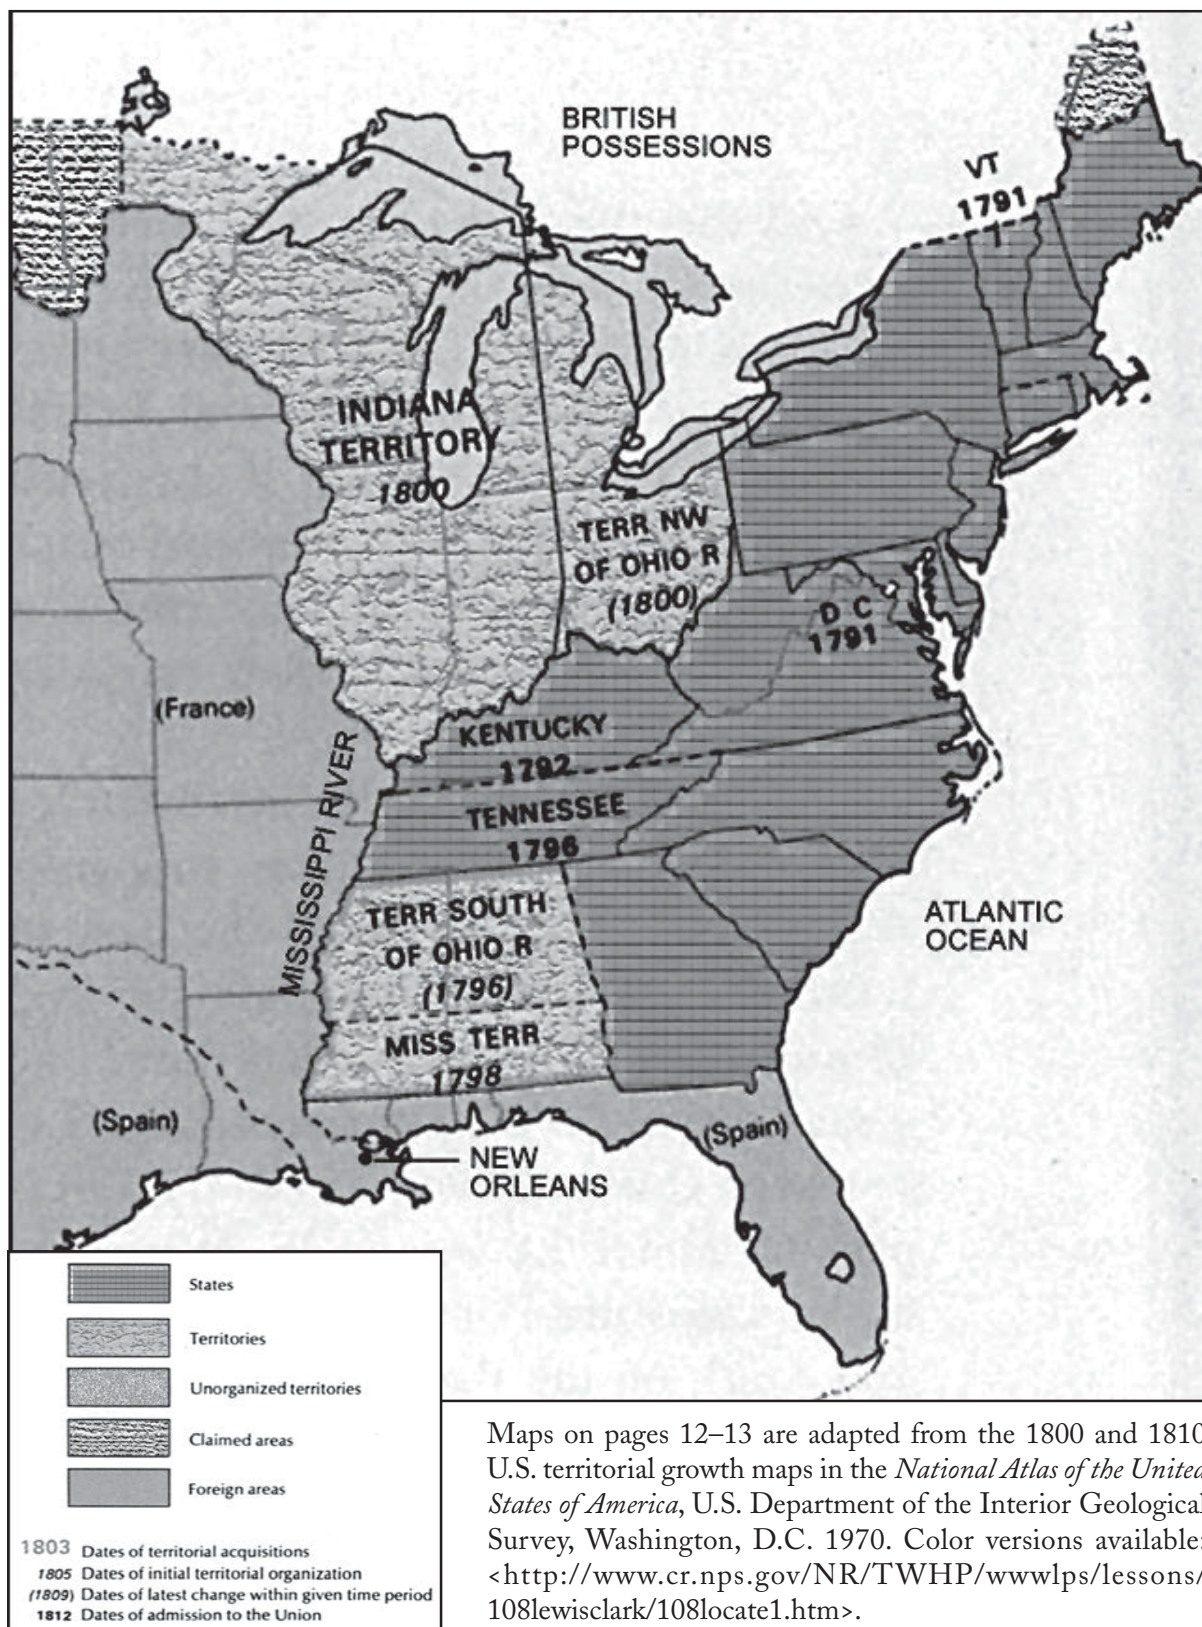 BRITISH
POSSESSIONS
VT
1791
INDIANA
TERRITORY
1800
TERR NW
OF OHIO R
(1800)
D C
1791
(France)
KENTUCKY
1792
MISSISSIPPI RIVER
TENNESSEE
1796
TERR SOUTH
OF OHIO R
(1796)
ATLANTIC
OCEAN
MISS TERR
1798
(Spain)
(Spain)
NEW
ORLEANS
States
Territories
Unorganized territories
Claimed areas
Foreign areas
1803 Dates of territorial acquisitions
1805 Dates of initial territorial organization
(1809) Dates of latest change within given time period
1812 Dates of admission to the Union
Maps on pages 12–13 are adapted from the 1800 and 1810
U.S. territorial growth maps in the National Atlas of the United
States of America, U.S. Department of the Interior Geological
Survey, Washington, D.C. 1970. Color versions available:
<http://www.cr.nps.gov/NR/TWHP/wwwlps/lessons/
108lewisclark/108locate1.htm>.